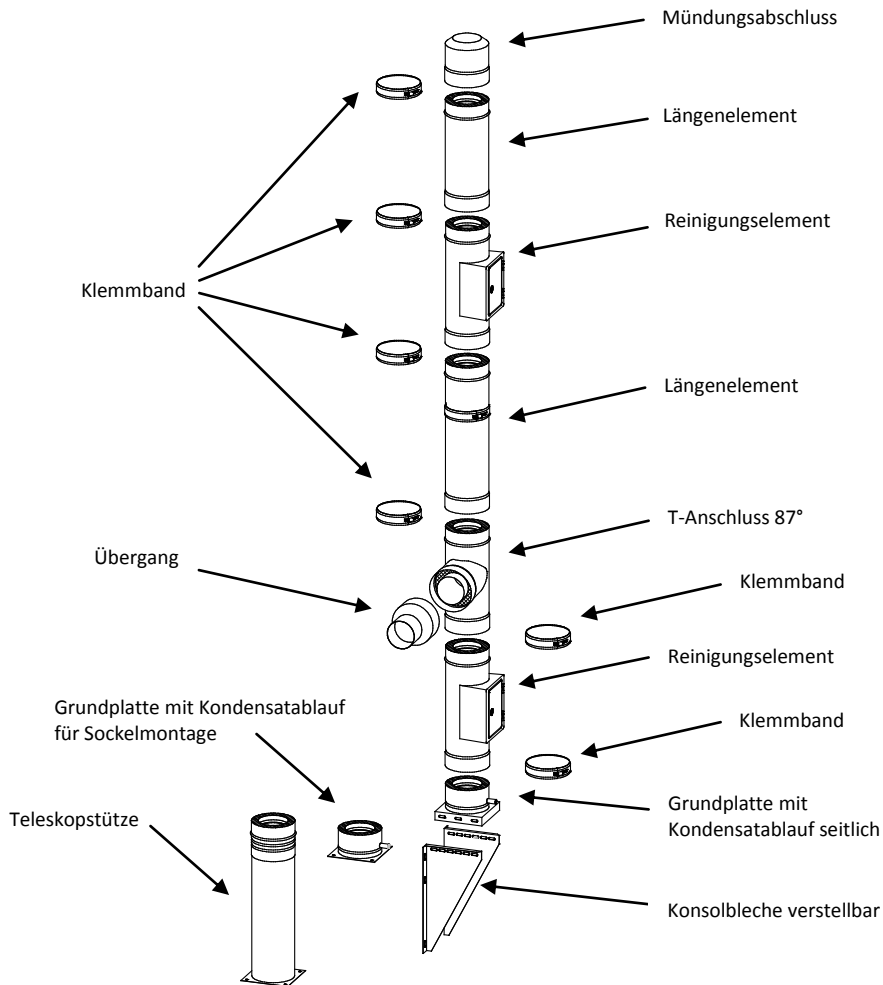 Mündungsabschluss
Längenelement
Reinigungselement
Klemmband
Längenelement
T-Anschluss 87°
Übergang
Klemmband
Reinigungselement
Grundplatte mit Kondensatablauf
für Sockelmontage
Klemmband
Grundplatte mit
Kondensatablauf seitlich
Teleskopstütze
Konsolbleche verstellbar